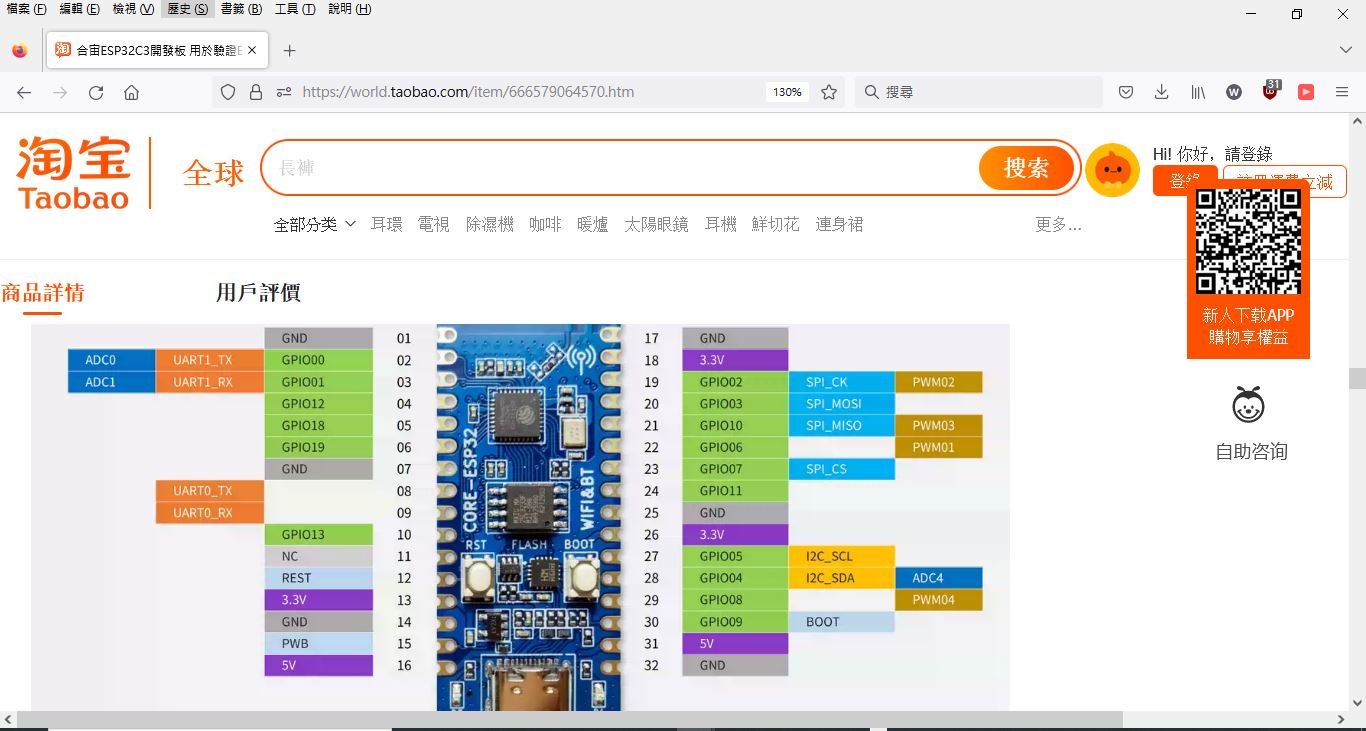 檔案 (F) 編輯 (E) 檢視 (V) 歷史 (S) 書籤 (B) 工具 (T) 說明 (H)
合宙ESP32C3開發板 用於驗證E
https://world.taobao.com/item/666579064570.htm 130% 搜尋 31
淘宝 Taobao 全球 長褲 搜索
Hi! 你好，請登錄
登錄
全部分类 耳環 電視 除濕機 咖啡 暖爐 太陽眼鏡 耳機 鮮切花 連身裙 更多...
新人下载APP
購物享權益
自助咨询
商品詳情 用戶評價
GND 01 17 GND
ADC0 UART1_TX GPIO00 02 18 3.3V
ADC1 UART1_RX GPIO01 03 19 GPIO02 SPI_CK PWM02
GPIO12 04 20 GPIO03 SPI_MOSI
GPIO18 05 21 GPIO10 SPI_MISO PWM03
GPIO19 06 22 GPIO06 PWM01
GND 07 23 GPIO07 SPI_CS
UART0_TX 08 24 GPIO11
UART0_RX 09 25 GND
GPIO13 10 26 3.3V
NC 11 27 GPIO05 I2C_SCL
REST 12 28 GPIO04 I2C_SDA ADC4
3.3V 13 29 GPIO08 PWM04
GND 14 30 GPIO09 BOOT
PWB 15 31 5V
5V 16 32 GND
CORE-ESP32
WIFI&BT
RST FLASH BOOT